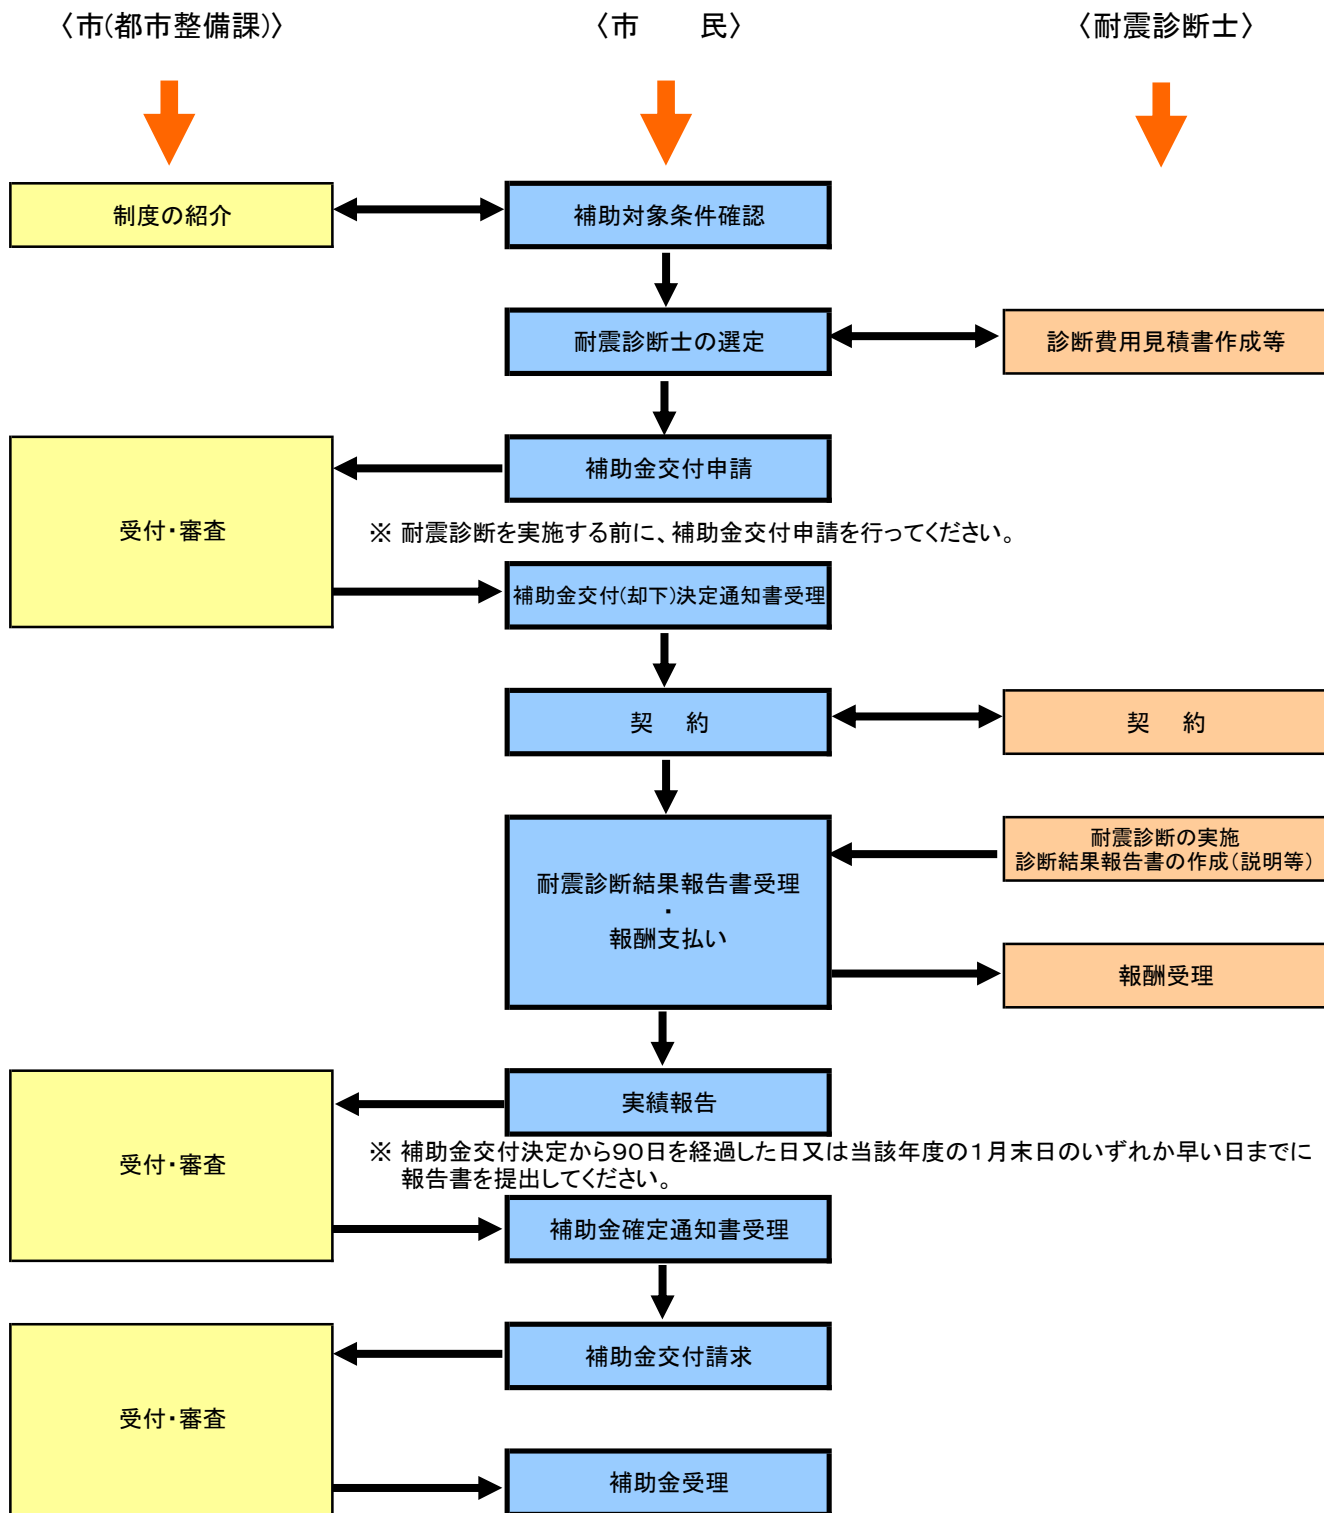 〈市(都市整備課)〉
〈市　　民〉
〈耐震診断士〉
制度の紹介
補助対象条件確認
耐震診断士の選定
診断費用見積書作成等
補助金交付申請
受付・審査
※ 耐震診断を実施する前に、補助金交付申請を行ってください。
補助金交付(却下)決定通知書受理
契　約
契　約
耐震診断結果報告書受理
・
報酬支払い
耐震診断の実施
診断結果報告書の作成(説明等)
報酬受理
実績報告
受付・審査
※ 補助金交付決定から90日を経過した日又は当該年度の1月末日のいずれか早い日までに
報告書を提出してください。
補助金確定通知書受理
補助金交付請求
受付・審査
補助金受理